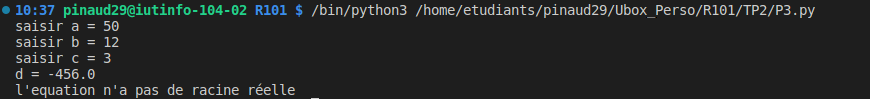 10:37 pinaud29@iutinfo-104-02 R101 $ /bin/python3 /home/etudiants/pinaud29/Ubox_Perso/R101/TP2/P3.py
saisir a = 50
saisir b = 12
saisir c = 3
d = -456.0
l'equation n'a pas de racine réelle